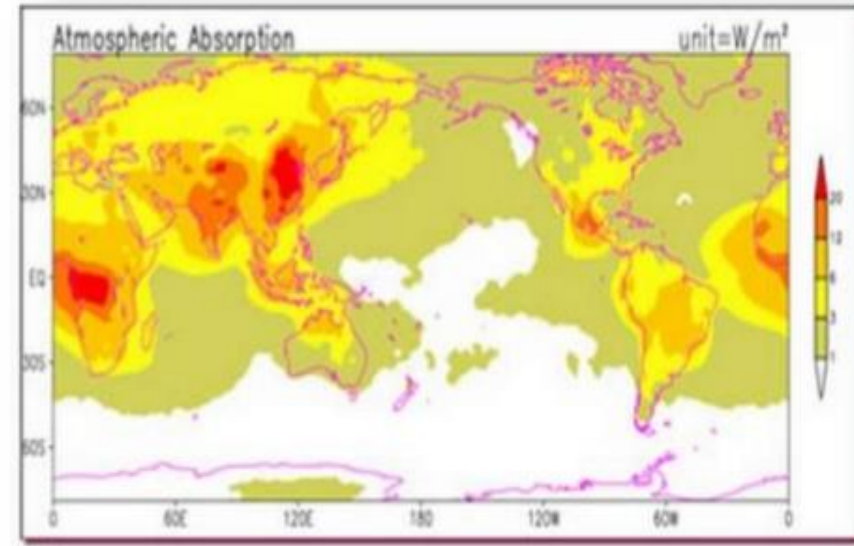 Atmospheric Absorption unit=W/m²
60N
30N
EQ
30S
60S
0 60E 120E 180 120W 60W 0
20
12
6
3
1